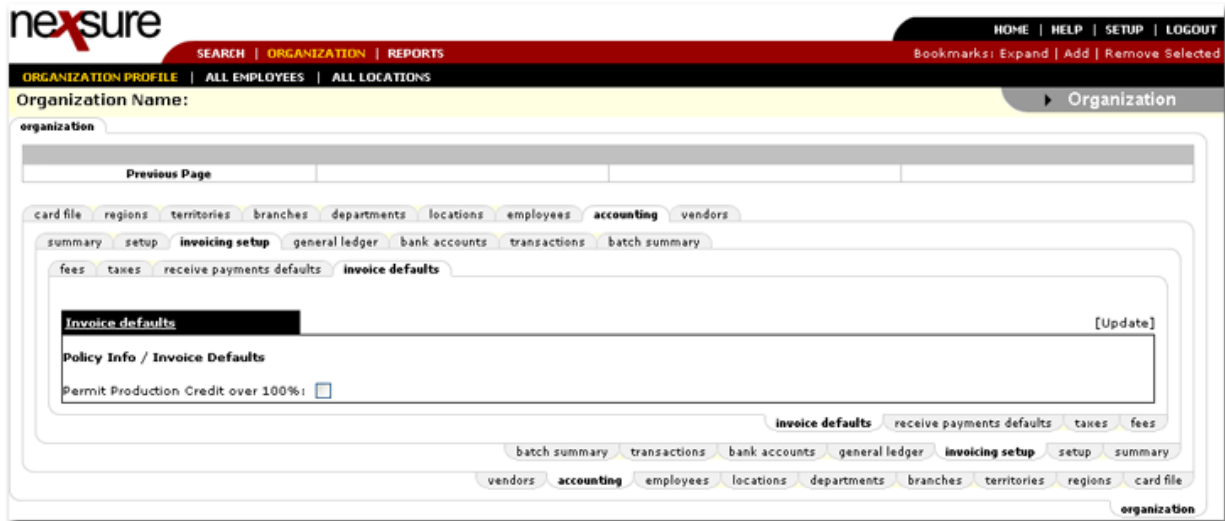 nexsure
HOME | HELP | SETUP | LOGOUT
SEARCH | ORGANIZATION | REPORTS
Bookmarks: Expand | Add | Remove Selected
ORGANIZATION PROFILE | ALL EMPLOYEES | ALL LOCATIONS
Organization Name:
Organization
organization
Previous Page
card file regions territories branches departments locations employees accounting vendors
summary setup invoicing setup general ledger bank accounts transactions batch summary
fees taxes receive payments defaults invoice defaults
Invoice defaults
[Update]
Policy Info / Invoice Defaults
Permit Production Credit over 100%:
invoice defaults receive payments defaults taxes fees
batch summary transactions bank accounts general ledger invoicing setup setup summary
vendors accounting employees locations departments branches territories regions card file
organization